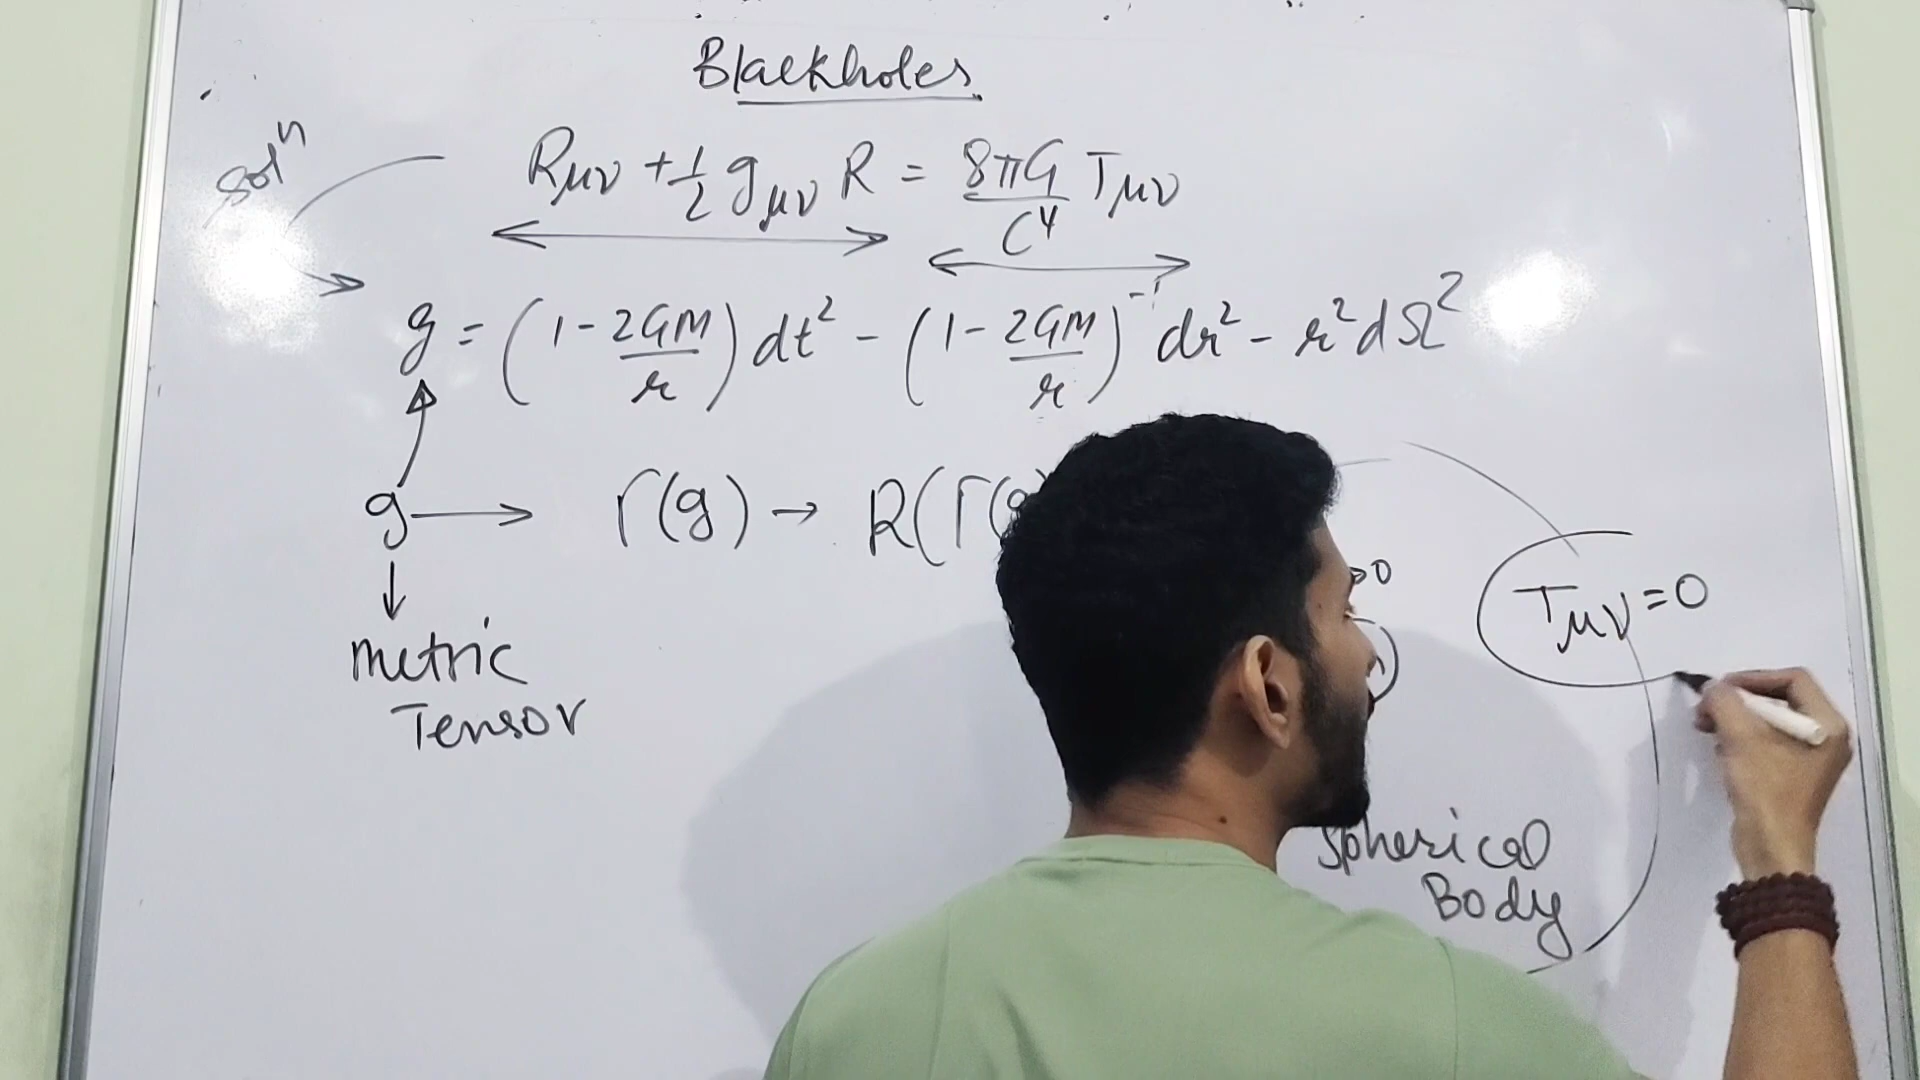 Blackholes
solⁿ
Rμν + 1/2 gμν R = 8πG/C⁴ Tμν
g = (1 - 2GM/r) dt² - (1 - 2GM/r)⁻¹ dr² - r² dΩ²
g → Γ(g) → R(Γ(g)
→0
Tμν = 0
metric
Tensor
Spherical
Body